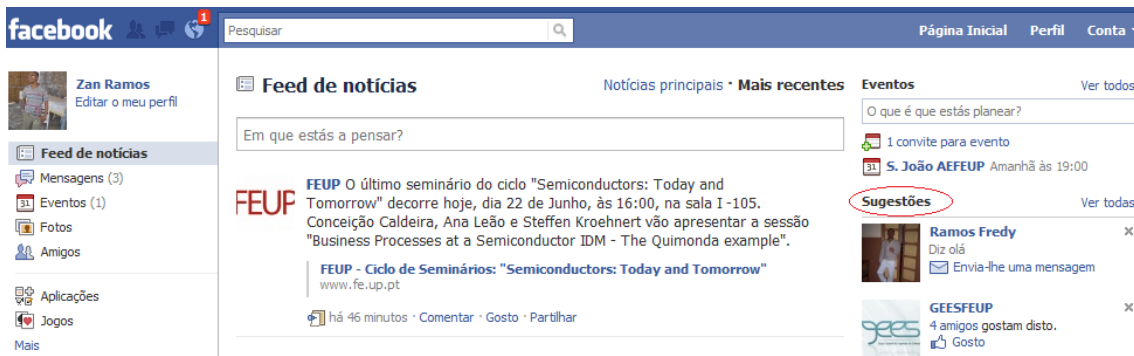 facebook
1
Pesquisar
Página Inicial Perfil Conta
Zan Ramos
Editar o meu perfil
Feed de notícias
Mensagens (3)
Eventos (1)
Fotos
Amigos
Aplicações
Jogos
Mais
Feed de notícias
Notícias principais · Mais recentes
Em que estás a pensar?
FEUP
FEUP O último seminário do ciclo "Semiconductors: Today and
Tomorrow" decorre hoje, dia 22 de Junho, às 16:00, na sala I -105.
Conceição Caldeira, Ana Leão e Steffen Kroehnert vão apresentar a sessão
"Business Processes at a Semiconductor IDM - The Quimonda example".
FEUP - Ciclo de Seminários: "Semiconductors: Today and Tomorrow"
www.fe.up.pt
há 46 minutos · Comentar · Gosto · Partilhar
Eventos Ver todos
O que é que estás planear?
1 convite para evento
31 S. João AEFEUP Amanhã às 19:00
Sugestões Ver todas
Ramos Fredy
Diz olá
Envia-lhe uma mensagem
gees
GEESFEUP
4 amigos gostam disto.
Gosto